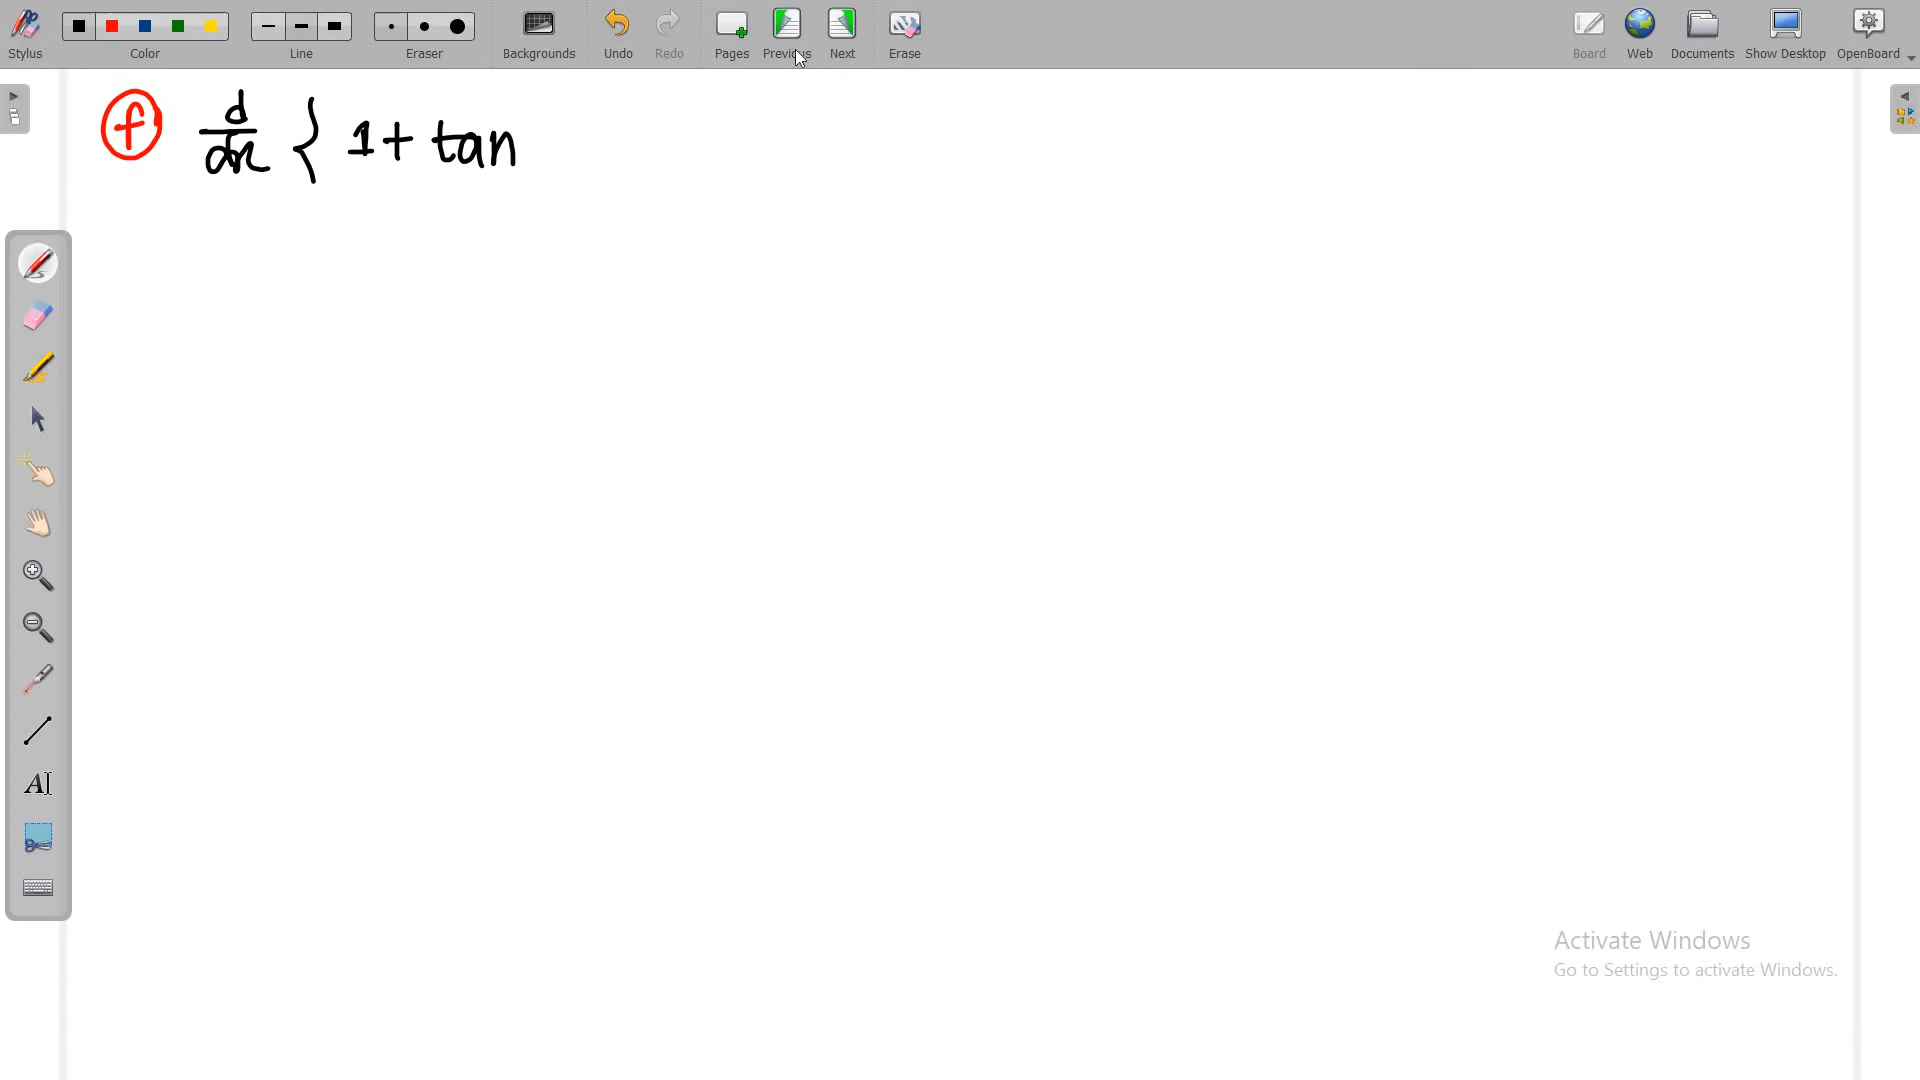 Stylus Color Line Eraser Backgrounds Undo Redo Pages Previous Next Erase Board Web Documents Show Desktop OpenBoard
f d/dx { 1 + tan
Activate Windows
Go to Settings to activate Windows.